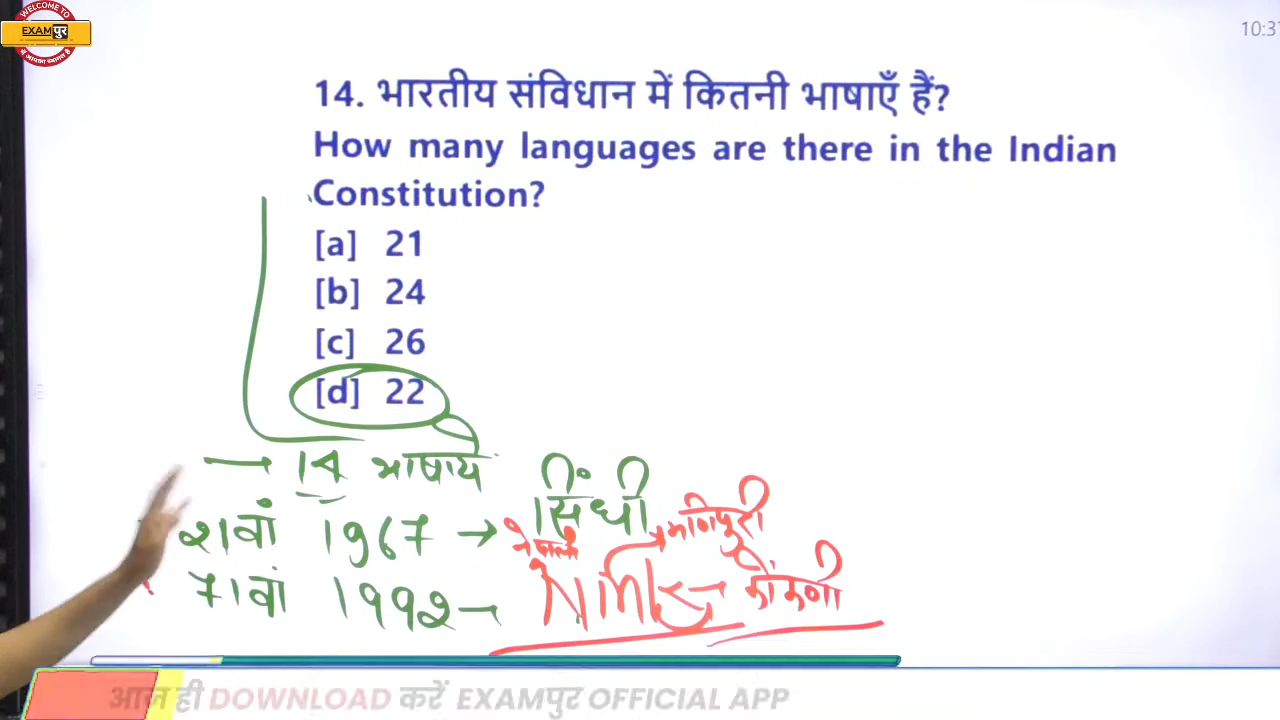 WELCOME TO
EXAMपुर
10:31
14. भारतीय संविधान में कितनी भाषाएँ हैं?
How many languages are there in the Indian
Constitution?
[a] 21
[b] 24
[c] 26
[d] 22
→ 14 भाषाये
सिंधी
21वां 1967 →
नेपाली
मणिपुरी
71वां 1992 →
कोंकणी
आज ही DOWNLOAD करें EXAMपुर OFFICIAL APP